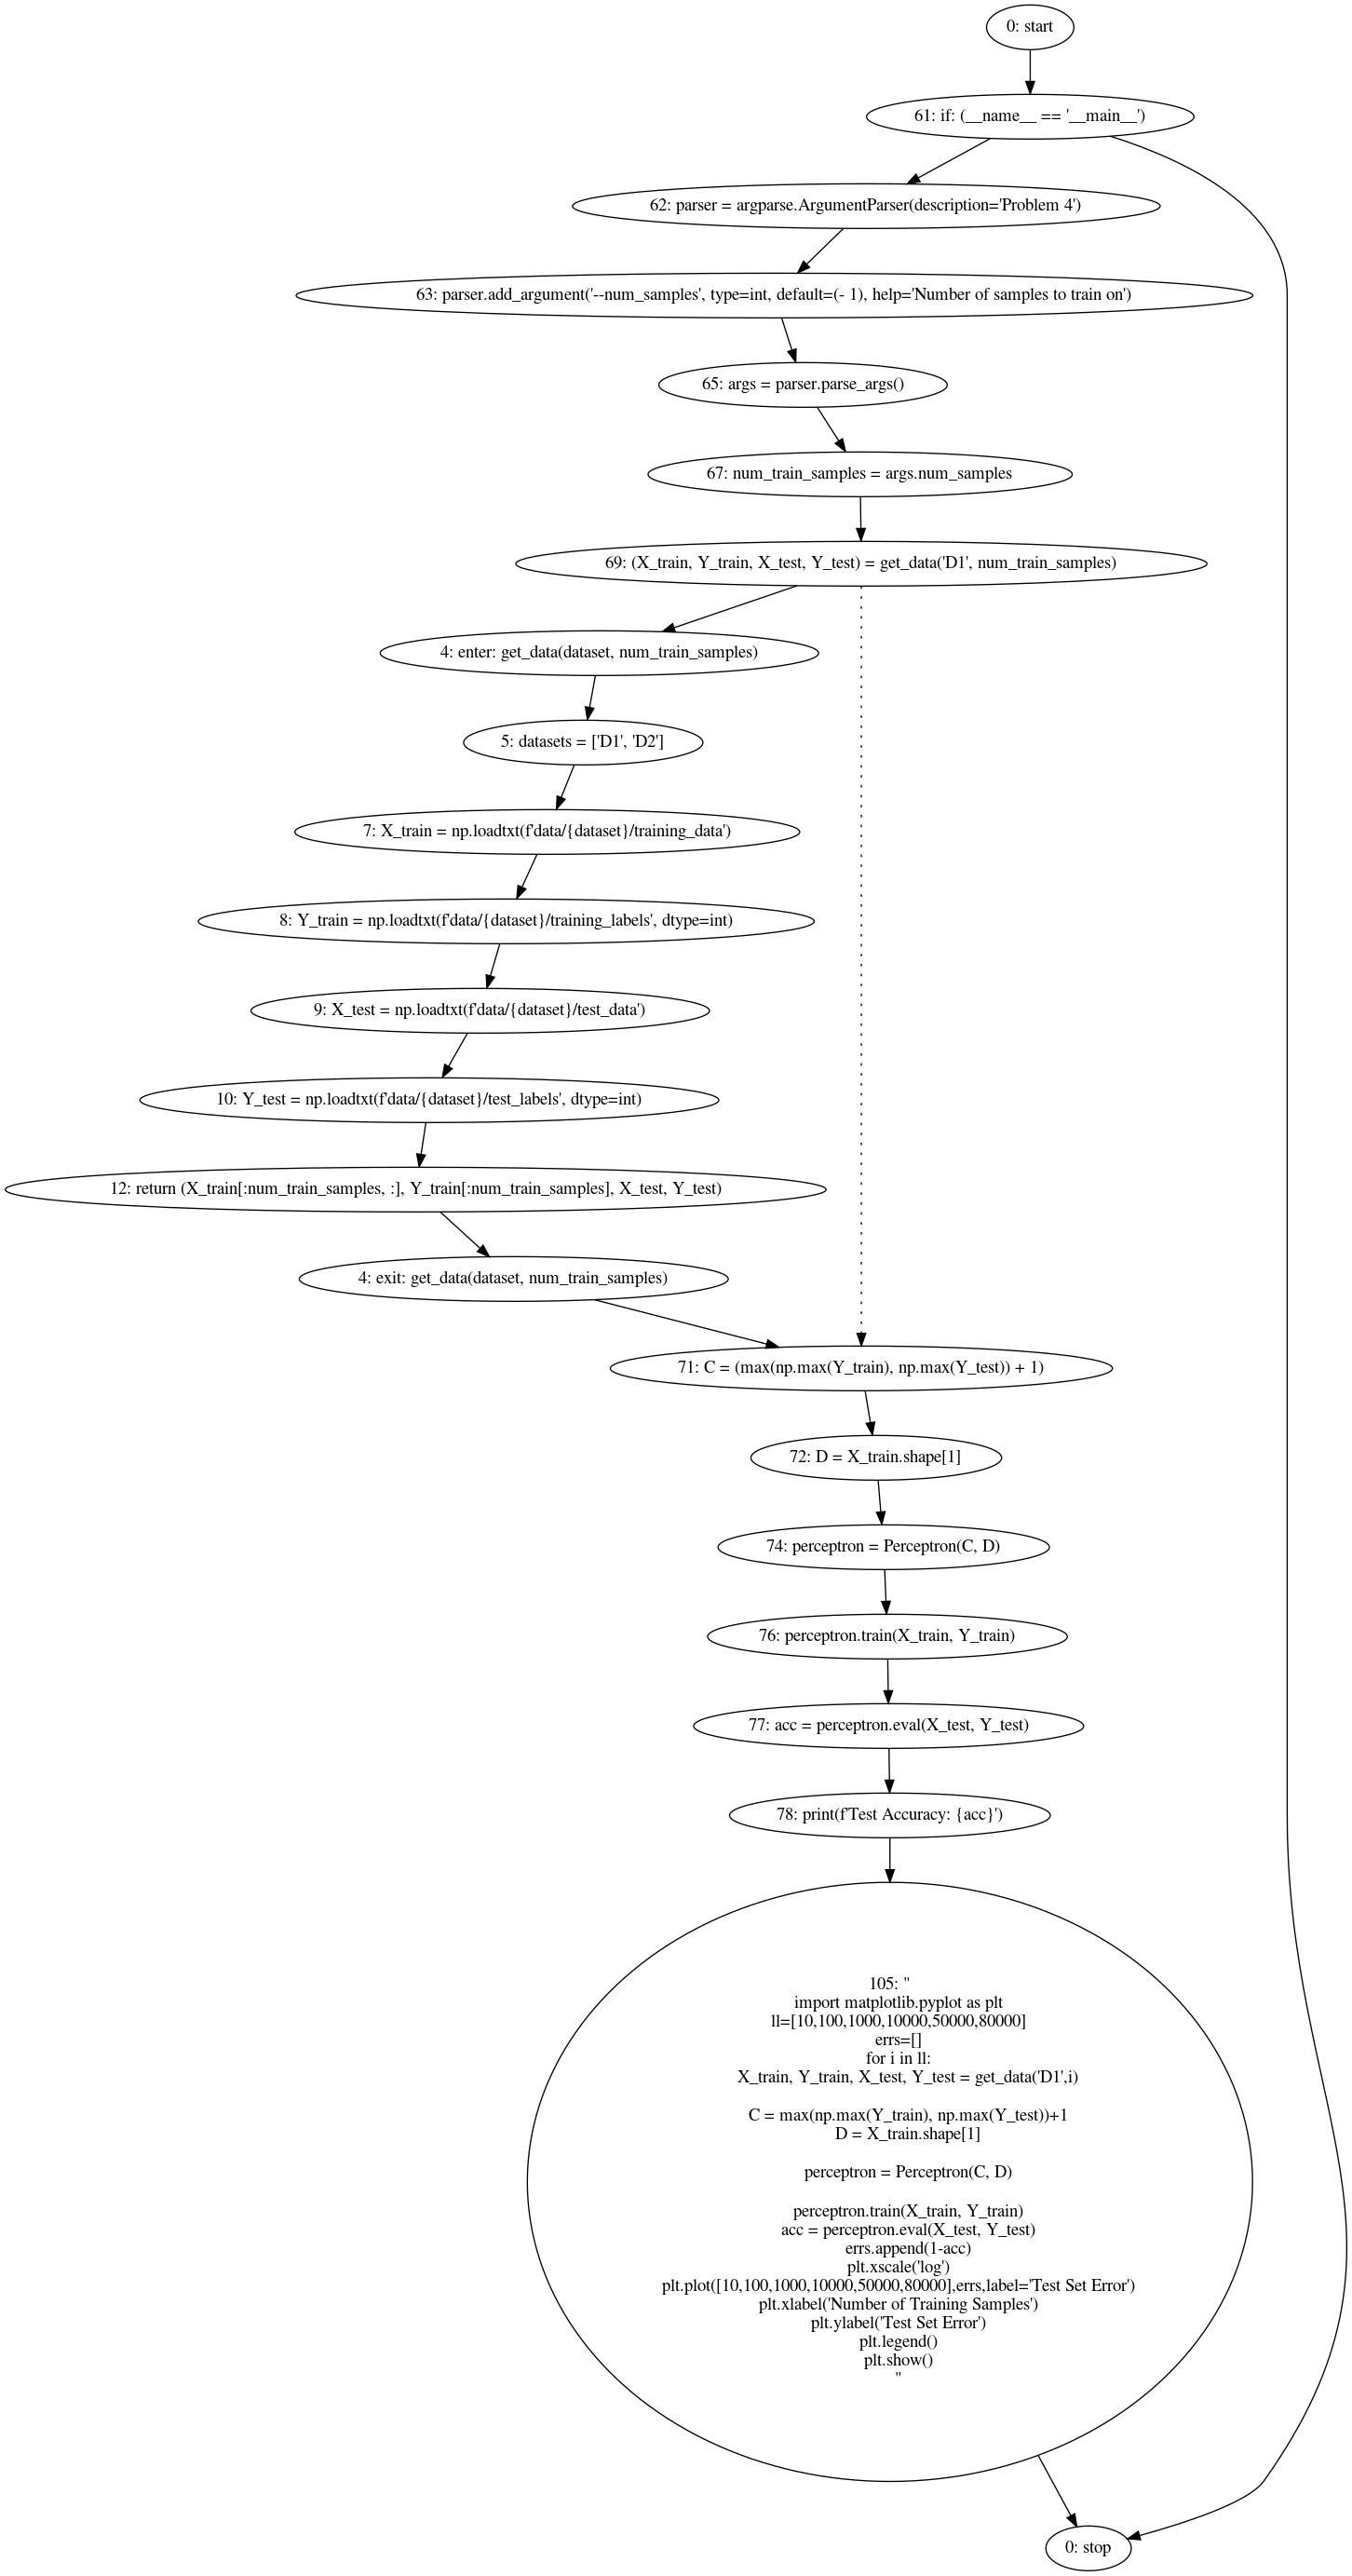 0: start
61: if: (__name__ == '__main__')
62: parser = argparse.ArgumentParser(description='Problem 4')
63: parser.add_argument('--num_samples', type=int, default=(- 1), help='Number of samples to train on')
65: args = parser.parse_args()
67: num_train_samples = args.num_samples
69: (X_train, Y_train, X_test, Y_test) = get_data('D1', num_train_samples)
4: enter: get_data(dataset, num_train_samples)
5: datasets = ['D1', 'D2']
7: X_train = np.loadtxt(f'data/{dataset}/training_data')
8: Y_train = np.loadtxt(f'data/{dataset}/training_labels', dtype=int)
9: X_test = np.loadtxt(f'data/{dataset}/test_data')
10: Y_test = np.loadtxt(f'data/{dataset}/test_labels', dtype=int)
12: return (X_train[:num_train_samples, :], Y_train[:num_train_samples], X_test, Y_test)
4: exit: get_data(dataset, num_train_samples)
71: C = (max(np.max(Y_train), np.max(Y_test)) + 1)
72: D = X_train.shape[1]
74: perceptron = Perceptron(C, D)
76: perceptron.train(X_train, Y_train)
77: acc = perceptron.eval(X_test, Y_test)
78: print(f'Test Accuracy: {acc}')
105: "
import matplotlib.pyplot as plt
ll=[10,100,1000,10000,50000,80000]
errs=[]
for i in ll:
X_train, Y_train, X_test, Y_test = get_data('D1',i)
C = max(np.max(Y_train), np.max(Y_test))+1
D = X_train.shape[1]
perceptron = Perceptron(C, D)
perceptron.train(X_train, Y_train)
acc = perceptron.eval(X_test, Y_test)
errs.append(1-acc)
plt.xscale('log')
plt.plot([10,100,1000,10000,50000,80000],errs,label='Test Set Error')
plt.xlabel('Number of Training Samples')
plt.ylabel('Test Set Error')
plt.legend()
plt.show()
"
0: stop